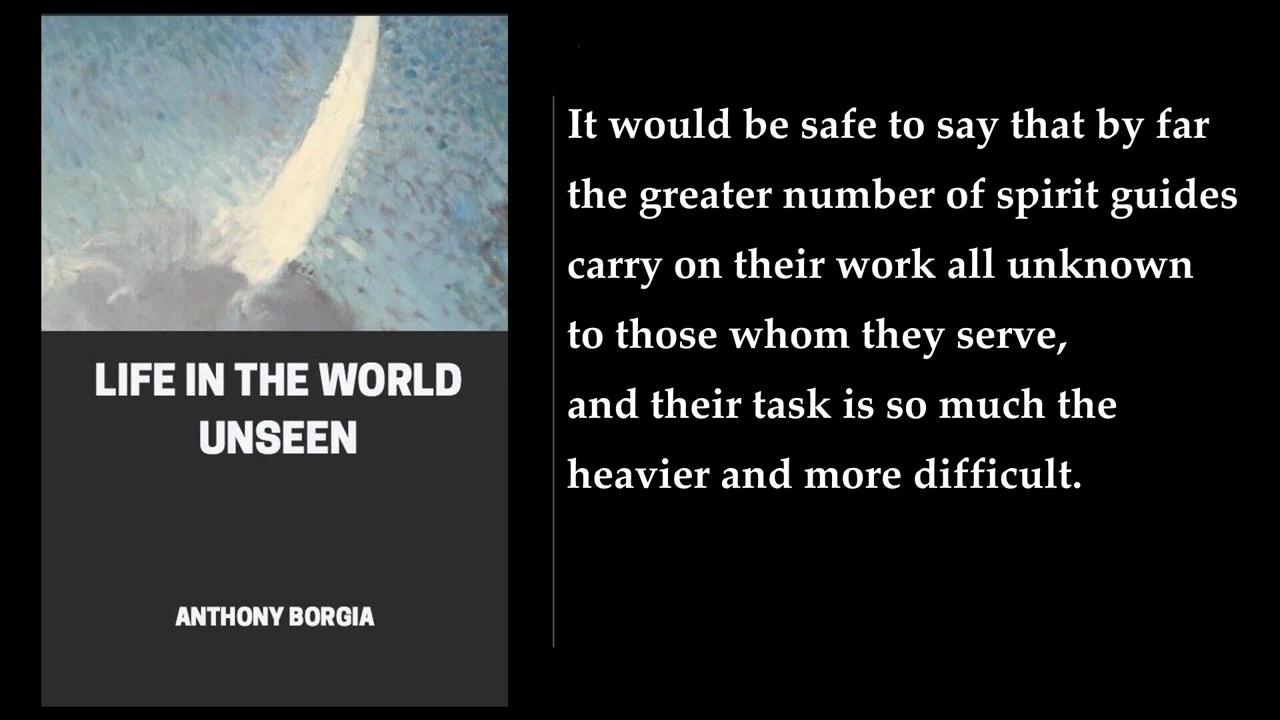 LIFE IN THE WORLD
UNSEEN
ANTHONY BORGIA
It would be safe to say that by far
the greater number of spirit guides
carry on their work all unknown
to those whom they serve,
and their task is so much the
heavier and more difficult.